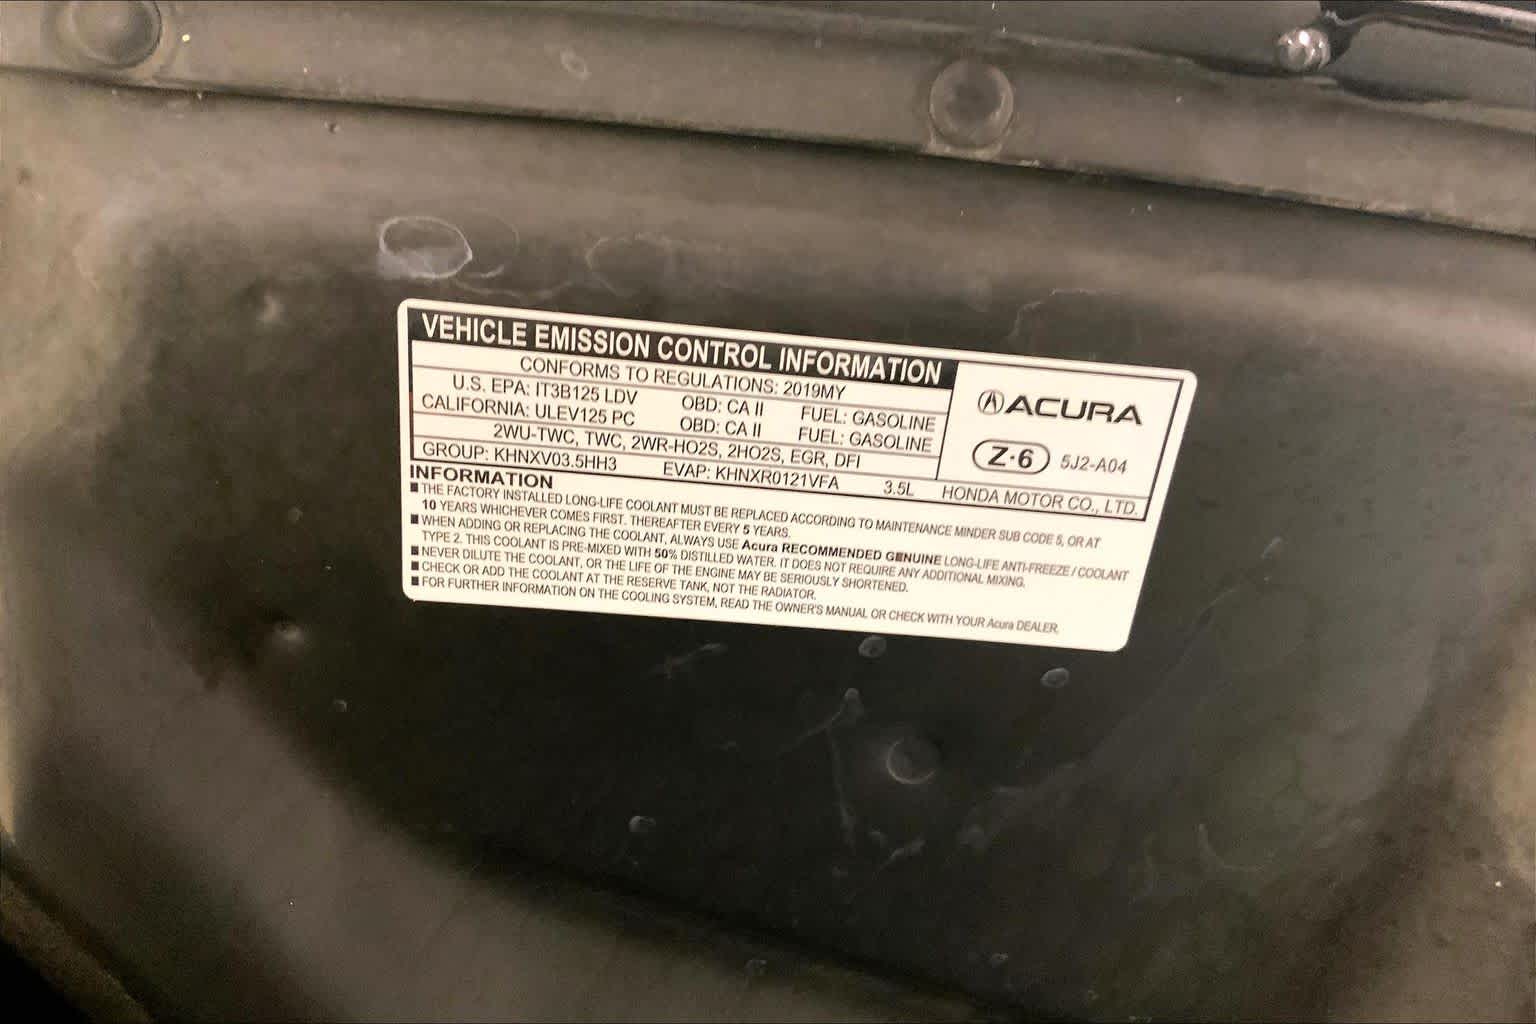 VEHICLE EMISSION CONTROL INFORMATION
CONFORMS TO REGULATIONS: 2019MY
U.S. EPA: IT3B125 LDV OBD: CA II FUEL: GASOLINE
CALIFORNIA: ULEV125 PC OBD: CA II FUEL: GASOLINE
2WU-TWC, TWC, 2WR-HO2S, 2HO2S, EGR, DFI
GROUP: KHNXV03.5HH3 EVAP: KHNXR0121VFA 3.5L
ACURA
Z·6 5J2-A04
HONDA MOTOR CO., LTD.
INFORMATION
■ THE FACTORY INSTALLED LONG-LIFE COOLANT MUST BE REPLACED ACCORDING TO MAINTENANCE MINDER SUB CODE 5, OR AT
10 YEARS WHICHEVER COMES FIRST. THEREAFTER EVERY 5 YEARS.
■ WHEN ADDING OR REPLACING THE COOLANT, ALWAYS USE Acura RECOMMENDED GENUINE LONG-LIFE ANTI-FREEZE / COOLANT
TYPE 2. THIS COOLANT IS PRE-MIXED WITH 50% DISTILLED WATER. IT DOES NOT REQUIRE ANY ADDITIONAL MIXING.
■ NEVER DILUTE THE COOLANT, OR THE LIFE OF THE ENGINE MAY BE SERIOUSLY SHORTENED.
■ CHECK OR ADD THE COOLANT AT THE RESERVE TANK, NOT THE RADIATOR.
■ FOR FURTHER INFORMATION ON THE COOLING SYSTEM, READ THE OWNER'S MANUAL OR CHECK WITH YOUR Acura DEALER.